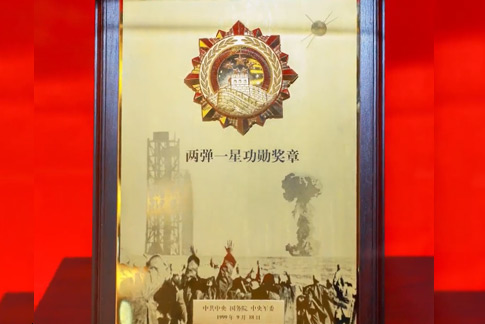 两弹一星功勋奖章
中共中央 国务院 中央军委
1999年9月18日